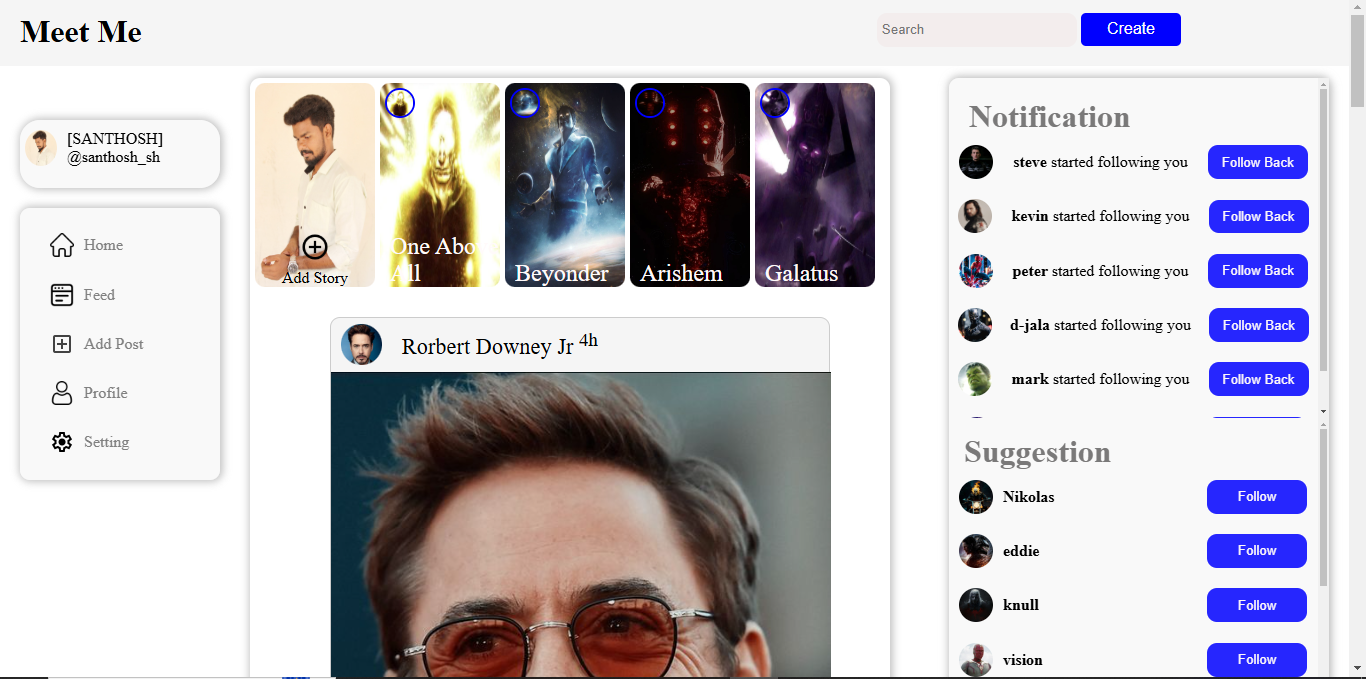 Meet Me
Search
Create
[SANTHOSH]
@santhosh_sh
Home
Feed
Add Post
Profile
Setting
Add Story
One Abo
All
Beyonder
Arishem
Galatus
Rorbert Downey Jr 4h
Notification
steve started following you
Follow Back
kevin started following you
Follow Back
peter started following you
Follow Back
d-jala started following you
Follow Back
mark started following you
Follow Back
Suggestion
Nikolas
Follow
eddie
Follow
knull
Follow
vision
Follow